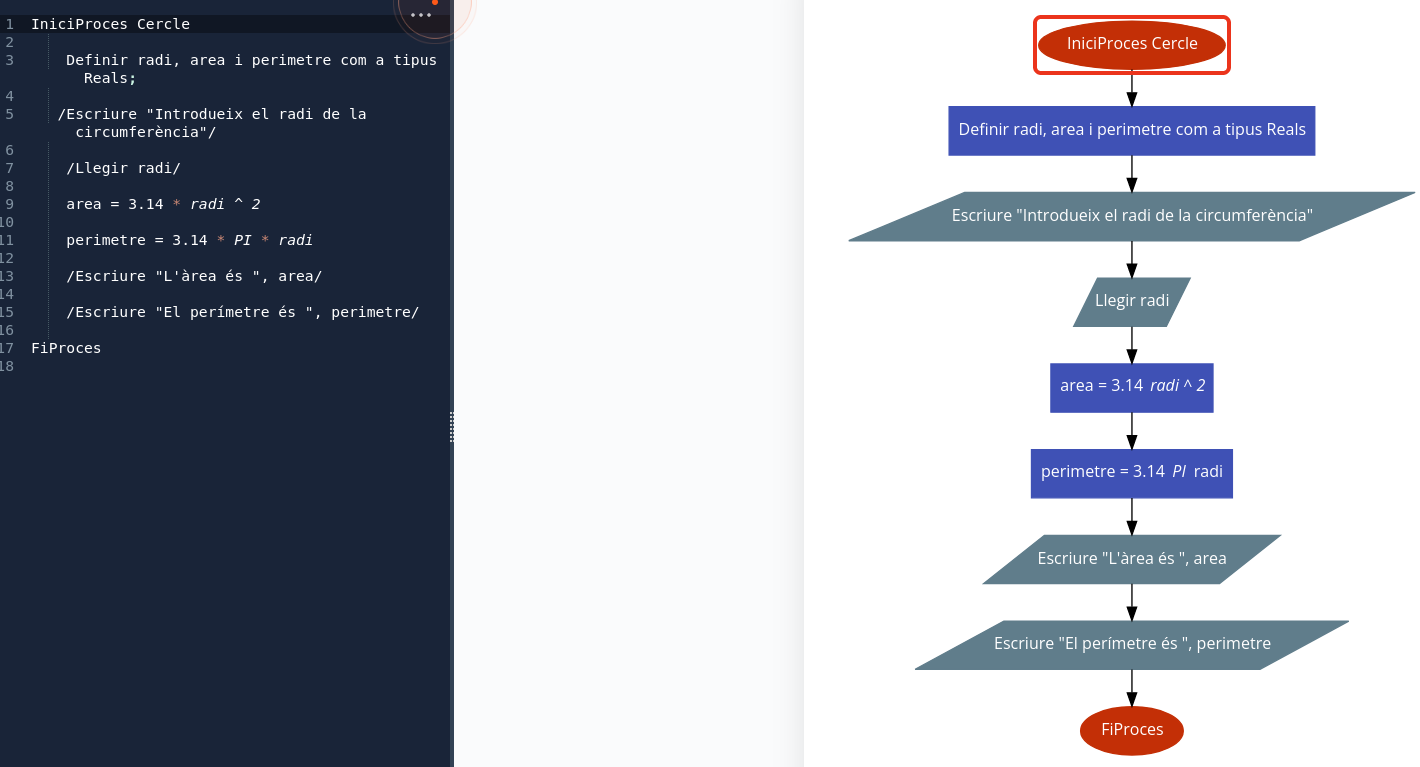 1 IniciProces Cercle
2
3 Definir radi, area i perimetre com a tipus
Reals;
4
5 /Escriure "Introdueix el radi de la
circumferència"/
6
7 /Llegir radi/
8
9 area = 3.14 * radi ^ 2
10
11 perimetre = 3.14 * PI * radi
12
13 /Escriure "L'àrea és ", area/
14
15 /Escriure "El perímetre és ", perimetre/
16
17 FiProces
18
IniciProces Cercle
Definir radi, area i perimetre com a tipus Reals
Escriure "Introdueix el radi de la circumferència"
Llegir radi
area = 3.14 radi ^ 2
perimetre = 3.14 PI radi
Escriure "L'àrea és ", area
Escriure "El perímetre és ", perimetre
FiProces